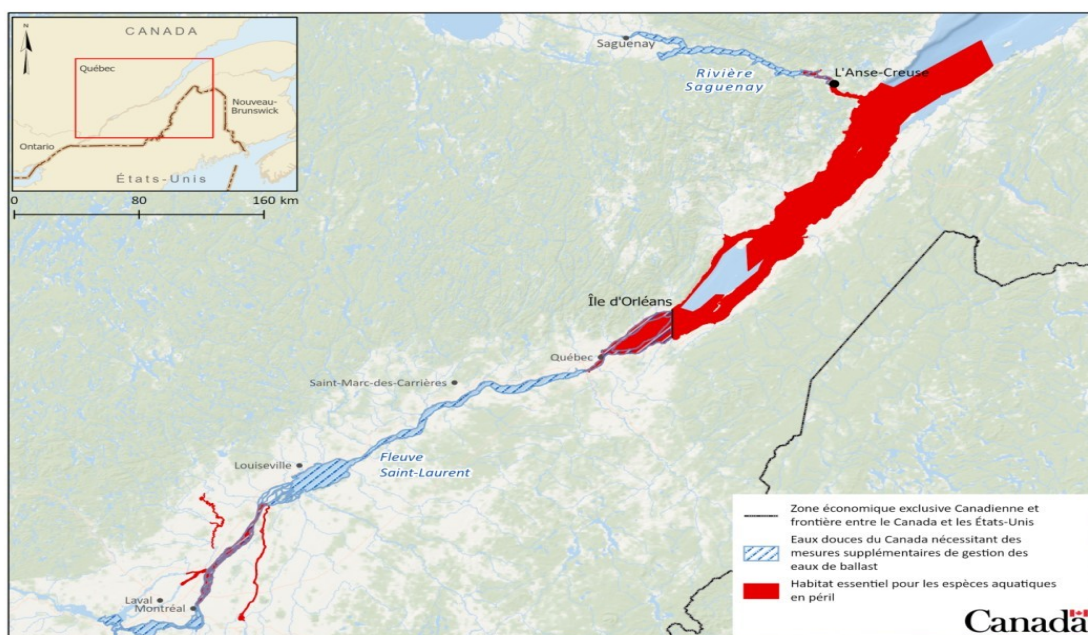 N
CANADA
Québec
Nouveau-
Brunswick
Ontario
États-Unis
0 80 160 km
Saguenay
Rivière
Saguenay
L'Anse-Creuse
Île d'Orléans
Québec
Saint-Marc-des-Carrières
Louiseville
Fleuve
Saint-Laurent
Laval
Montréal
Zone économique exclusive Canadienne et
frontière entre le Canada et les États-Unis
Eaux douces du Canada nécessitant des
mesures supplémentaires de gestion des
eaux de ballast
Habitat essentiel pour les espèces aquatiques
en péril
Canada